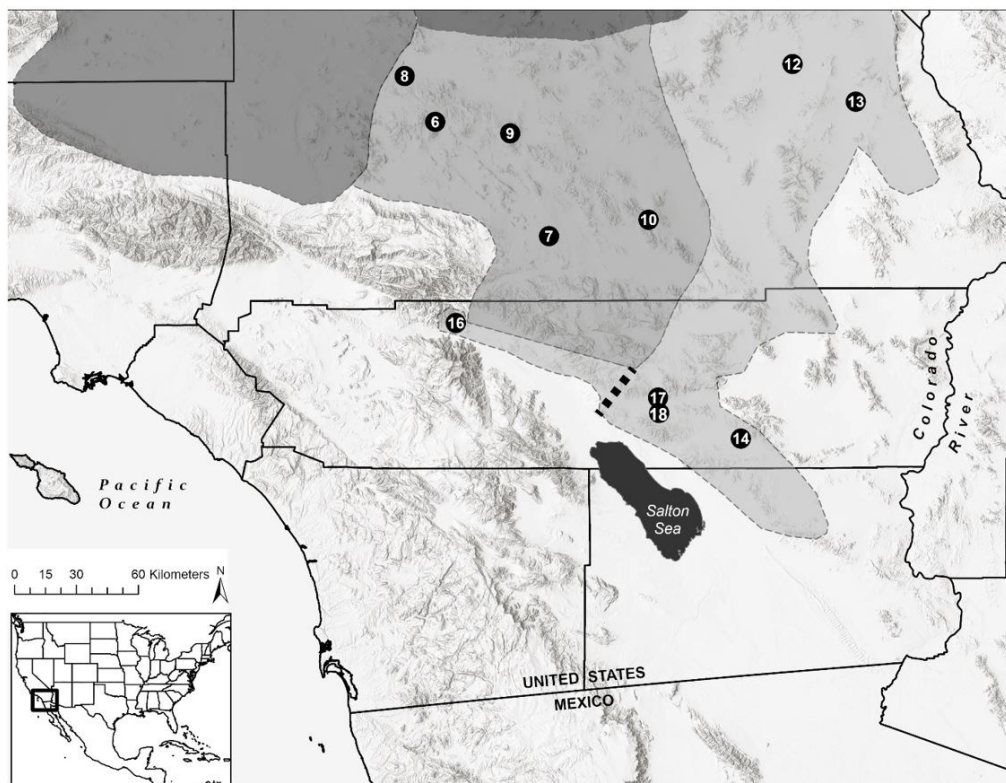 12
8
13
6
9
10
7
16
17
18
14
Colorado
River
Pacific
Ocean
Salton
Sea
0 15 30 60 Kilometers
N
UNITED STATES
MEXICO